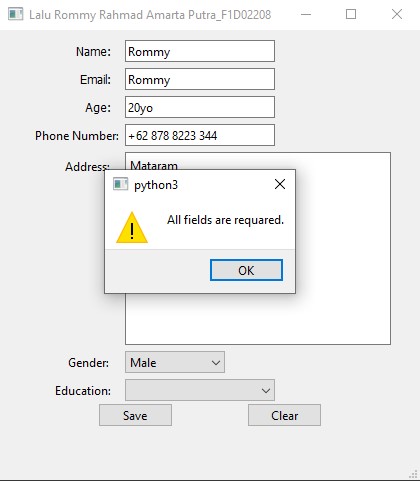 Lalu Rommy Rahmad Amarta Putra_F1D02208
Name: Rommy
Email: Rommy
Age: 20yo
Phone Number: +62 878 8223 344
Address: Mataram
python3
All fields are requared.
OK
Gender: Male
Education:
Save Clear